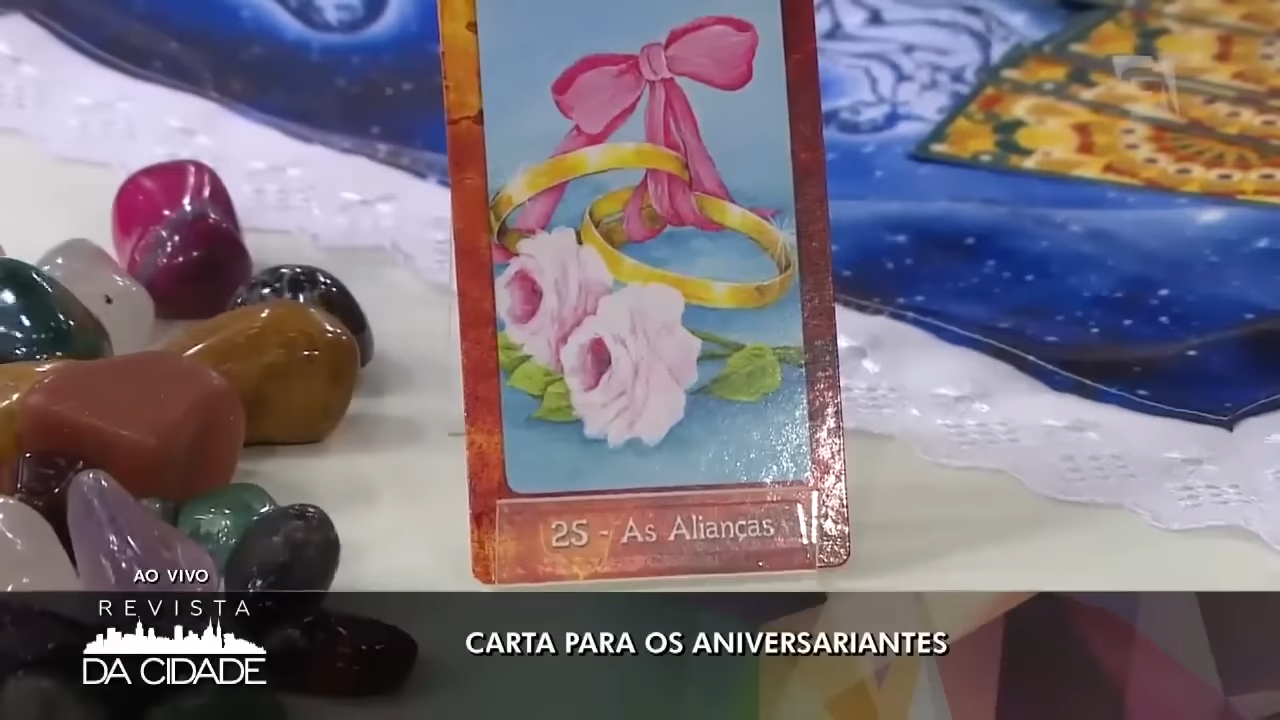 25 - As Alianças
AO VIVO
REVISTA
DA CIDADE
CARTA PARA OS ANIVERSARIANTES